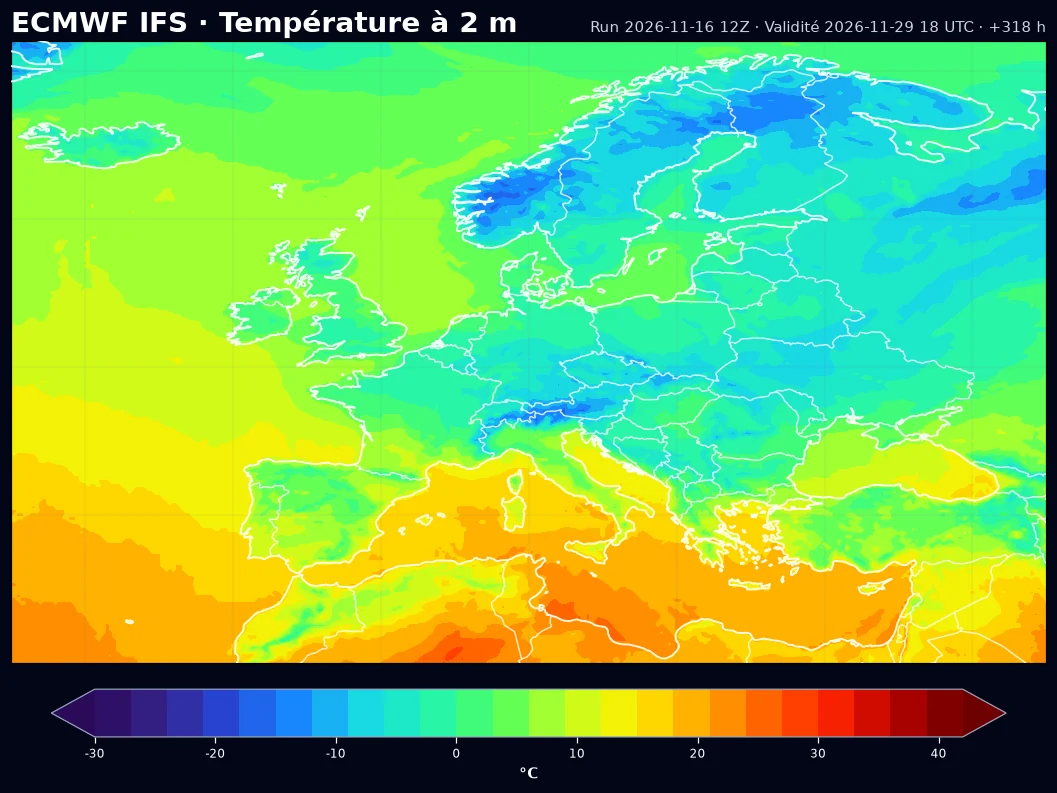 ECMWF IFS · Température à 2 m
Run 2026-11-16 12Z · Validité 2026-11-29 18 UTC · +318 h
-30 -20 -10 0 10 20 30 40
°C